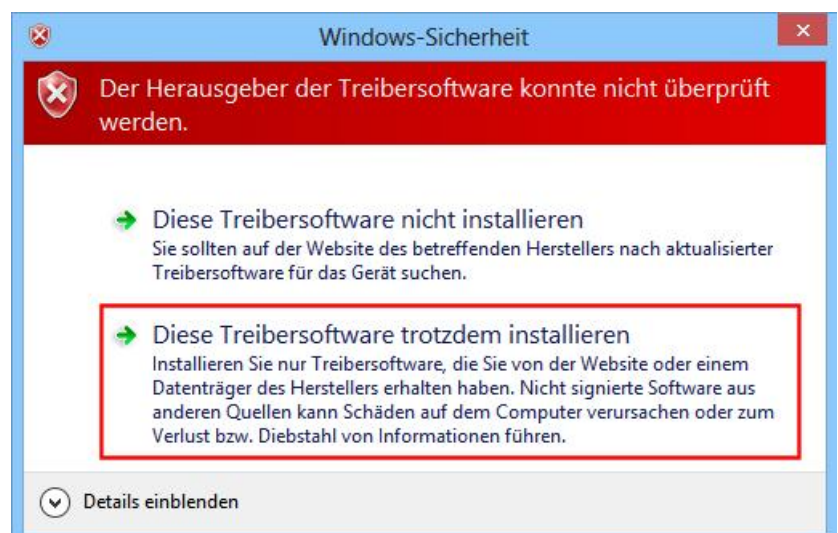 Windows-Sicherheit
Der Herausgeber der Treibersoftware konnte nicht überprüft
werden.
Diese Treibersoftware nicht installieren
Sie sollten auf der Website des betreffenden Herstellers nach aktualisierter
Treibersoftware für das Gerät suchen.
Diese Treibersoftware trotzdem installieren
Installieren Sie nur Treibersoftware, die Sie von der Website oder einem
Datenträger des Herstellers erhalten haben. Nicht signierte Software aus
anderen Quellen kann Schäden auf dem Computer verursachen oder zum
Verlust bzw. Diebstahl von Informationen führen.
Details einblenden